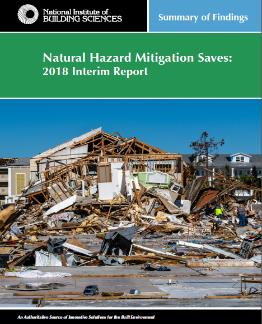 National Institute of
BUILDING SCIENCES
Summary of Findings
Natural Hazard Mitigation Saves:
2018 Interim Report
An Authoritative Source of Innovative Solutions for the Built Environment